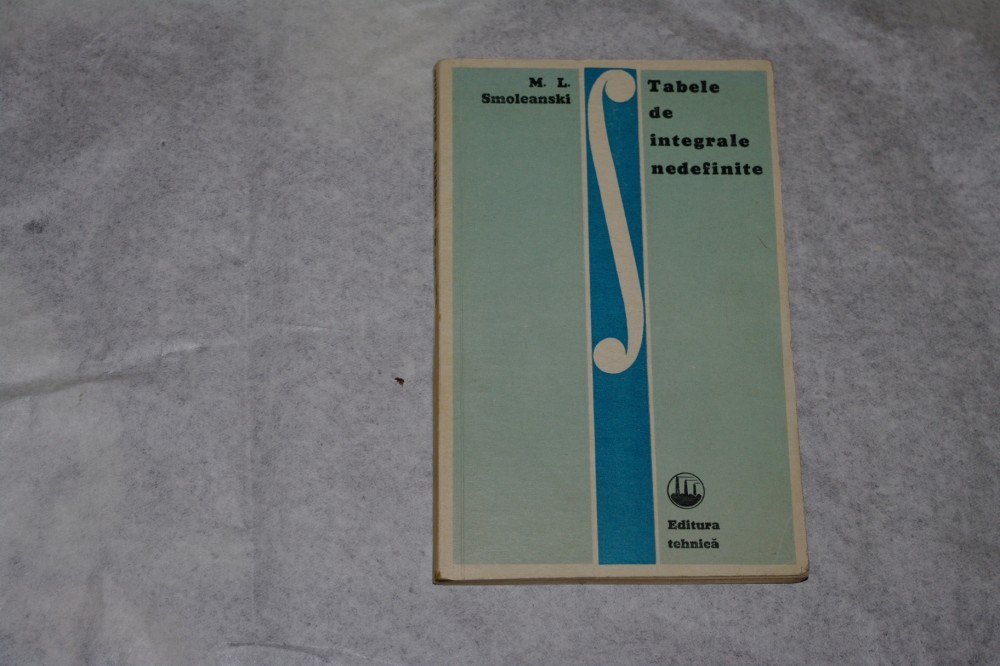 M. L.
Smoleanski
Tabele
de
integrale
nedefinite
Editura
tehnică